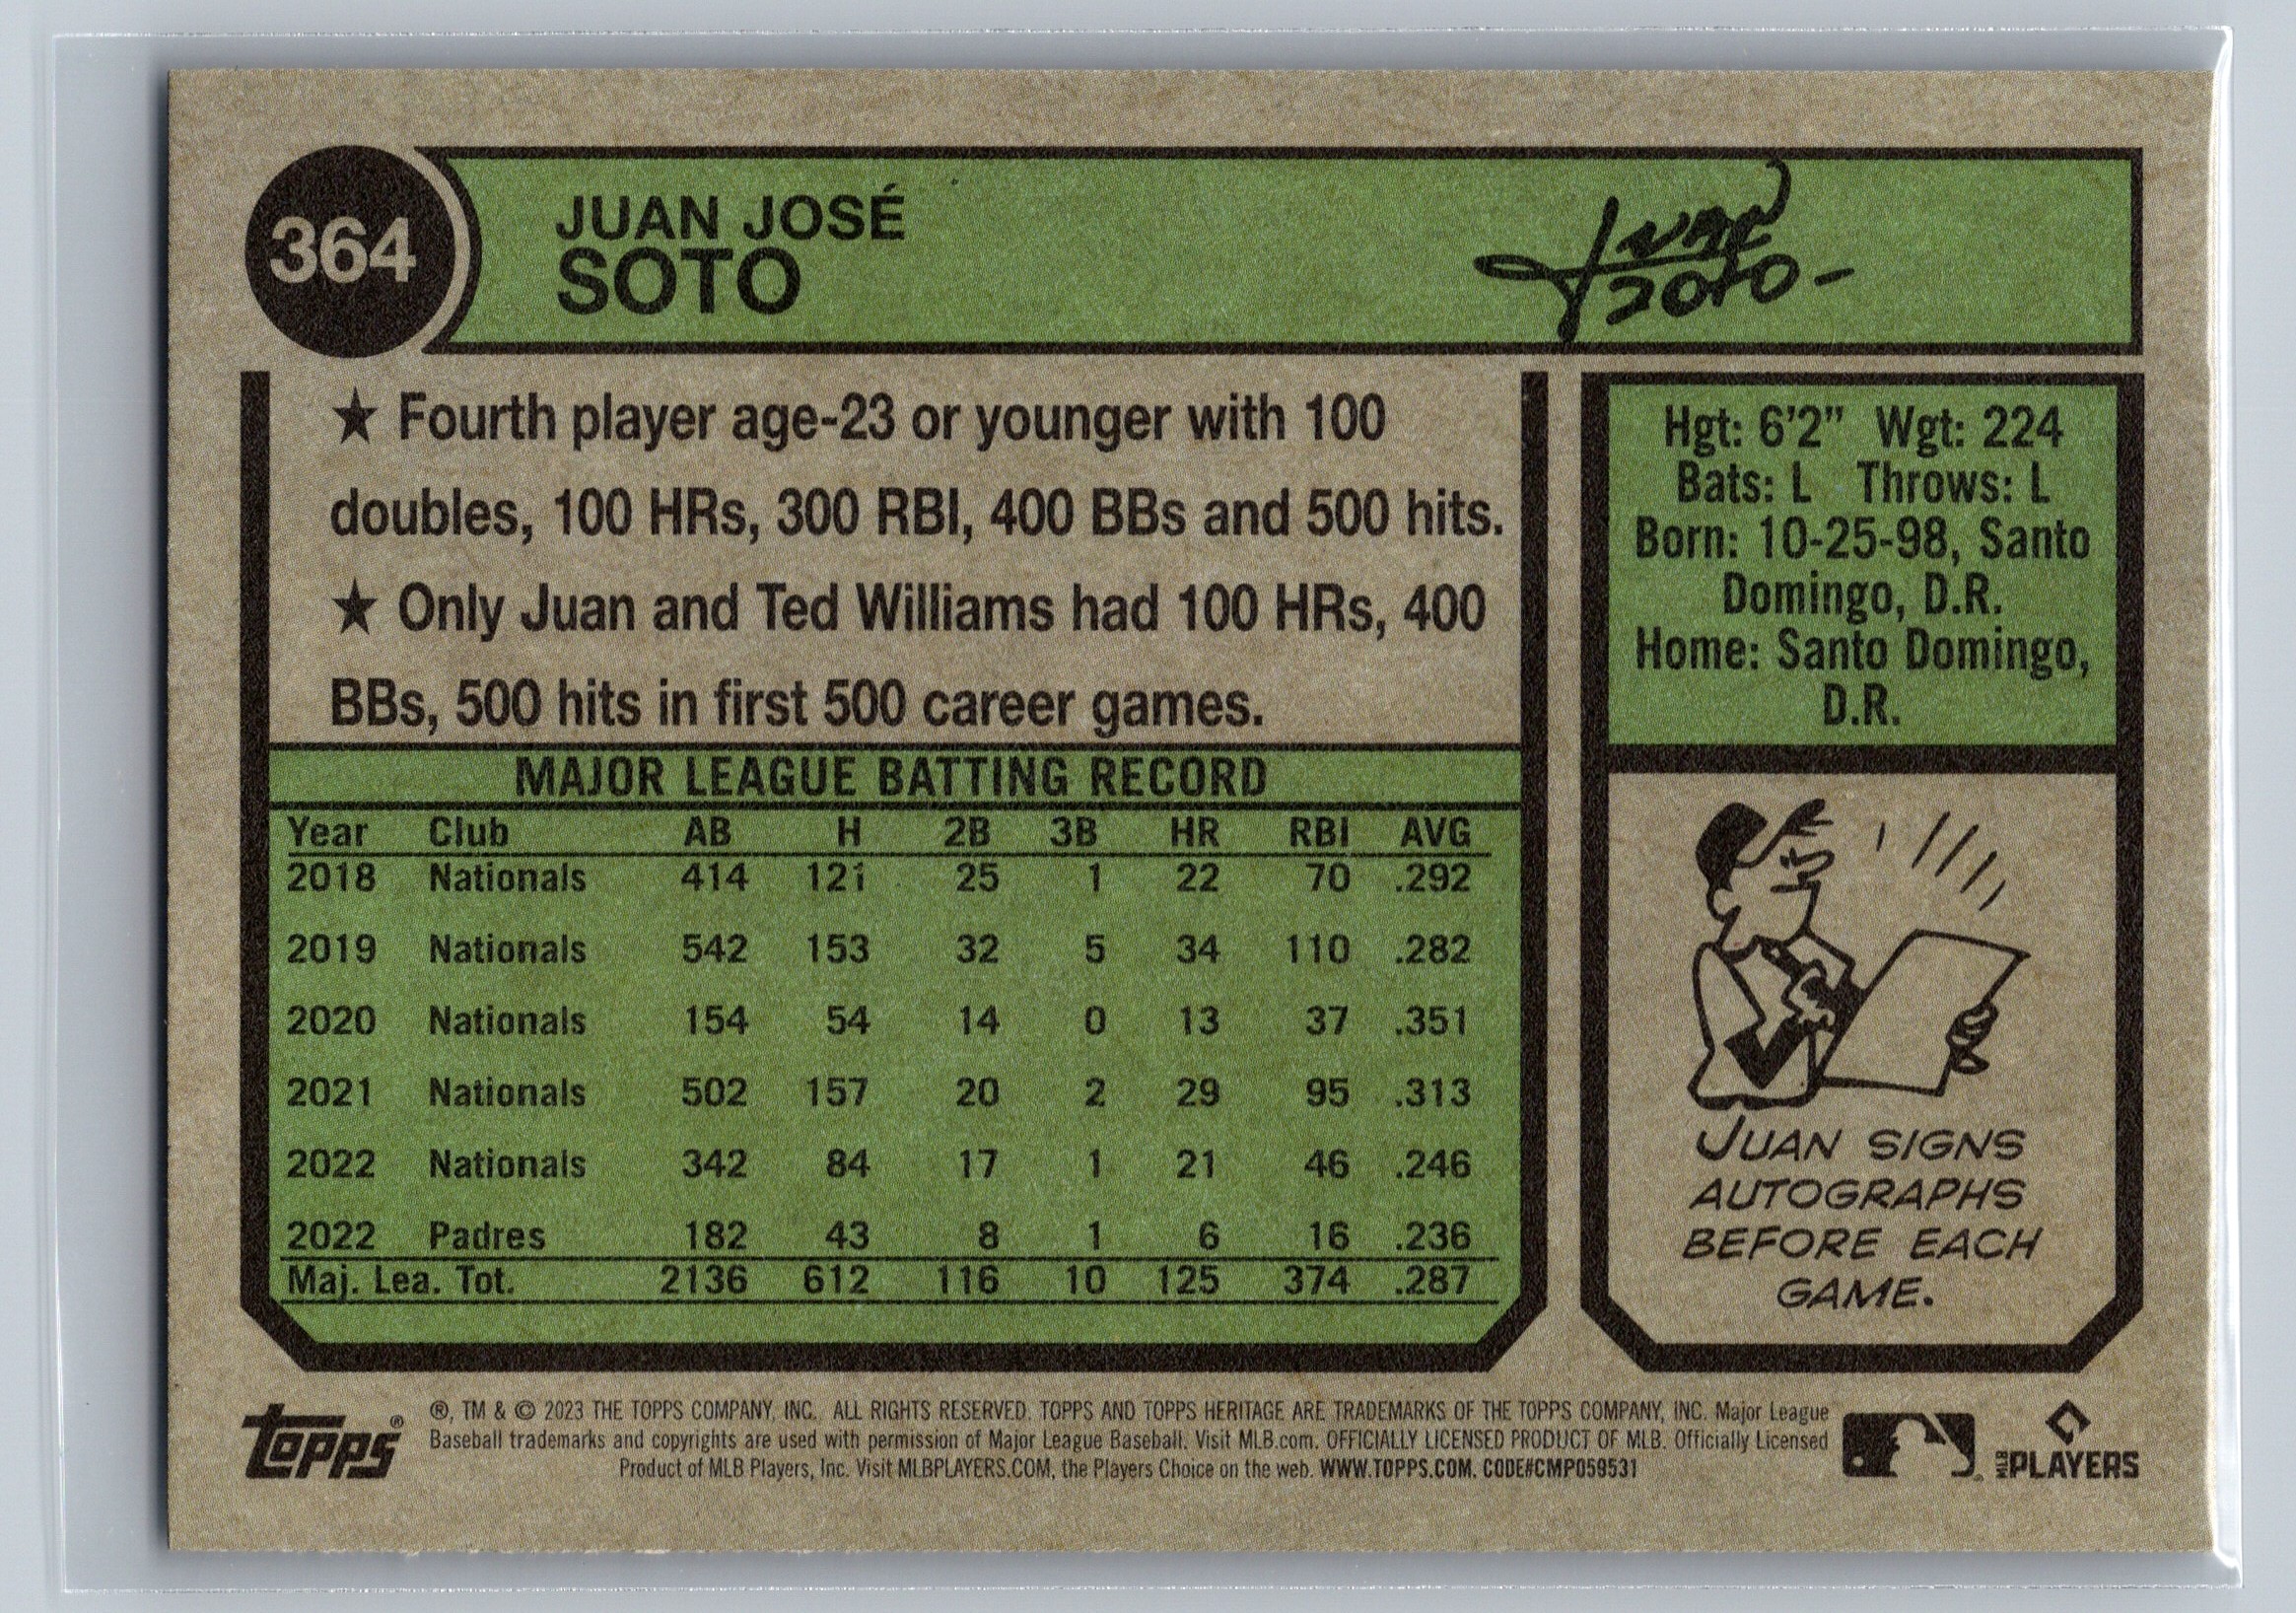 364
JUAN JOSÉ
SOTO
Juan
Soto
★ Fourth player age-23 or younger with 100
doubles, 100 HRs, 300 RBI, 400 BBs and 500 hits.
★ Only Juan and Ted Williams had 100 HRs, 400
BBs, 500 hits in first 500 career games.
Hgt: 6'2” Wgt: 224
Bats: L Throws: L
Born: 10-25-98, Santo
Domingo, D.R.
Home: Santo Domingo,
D.R.
MAJOR LEAGUE BATTING RECORD
Year Club AB H 2B 3B HR RBI AVG
2018 Nationals 414 121 25 1 22 70 .292
2019 Nationals 542 153 32 5 34 110 .282
2020 Nationals 154 54 14 0 13 37 .351
2021 Nationals 502 157 20 2 29 95 .313
2022 Nationals 342 84 17 1 21 46 .246
2022 Padres 182 43 8 1 6 16 .236
Maj. Lea. Tot. 2136 612 116 10 125 374 .287
JUAN SIGNS
AUTOGRAPHS
BEFORE EACH
GAME.
topps®
®, TM & © 2023 THE TOPPS COMPANY, INC. ALL RIGHTS RESERVED. TOPPS AND TOPPS HERITAGE ARE TRADEMARKS OF THE TOPPS COMPANY, INC. Major League
Baseball trademarks and copyrights are used with permission of Major League Baseball. Visit MLB.com. OFFICIALLY LICENSED PRODUCT OF MLB. Officially Licensed
Product of MLB Players, Inc. Visit MLBPLAYERS.COM, the Players Choice on the web. WWW.TOPPS.COM. CODE#CMP059531
MLB PLAYERS